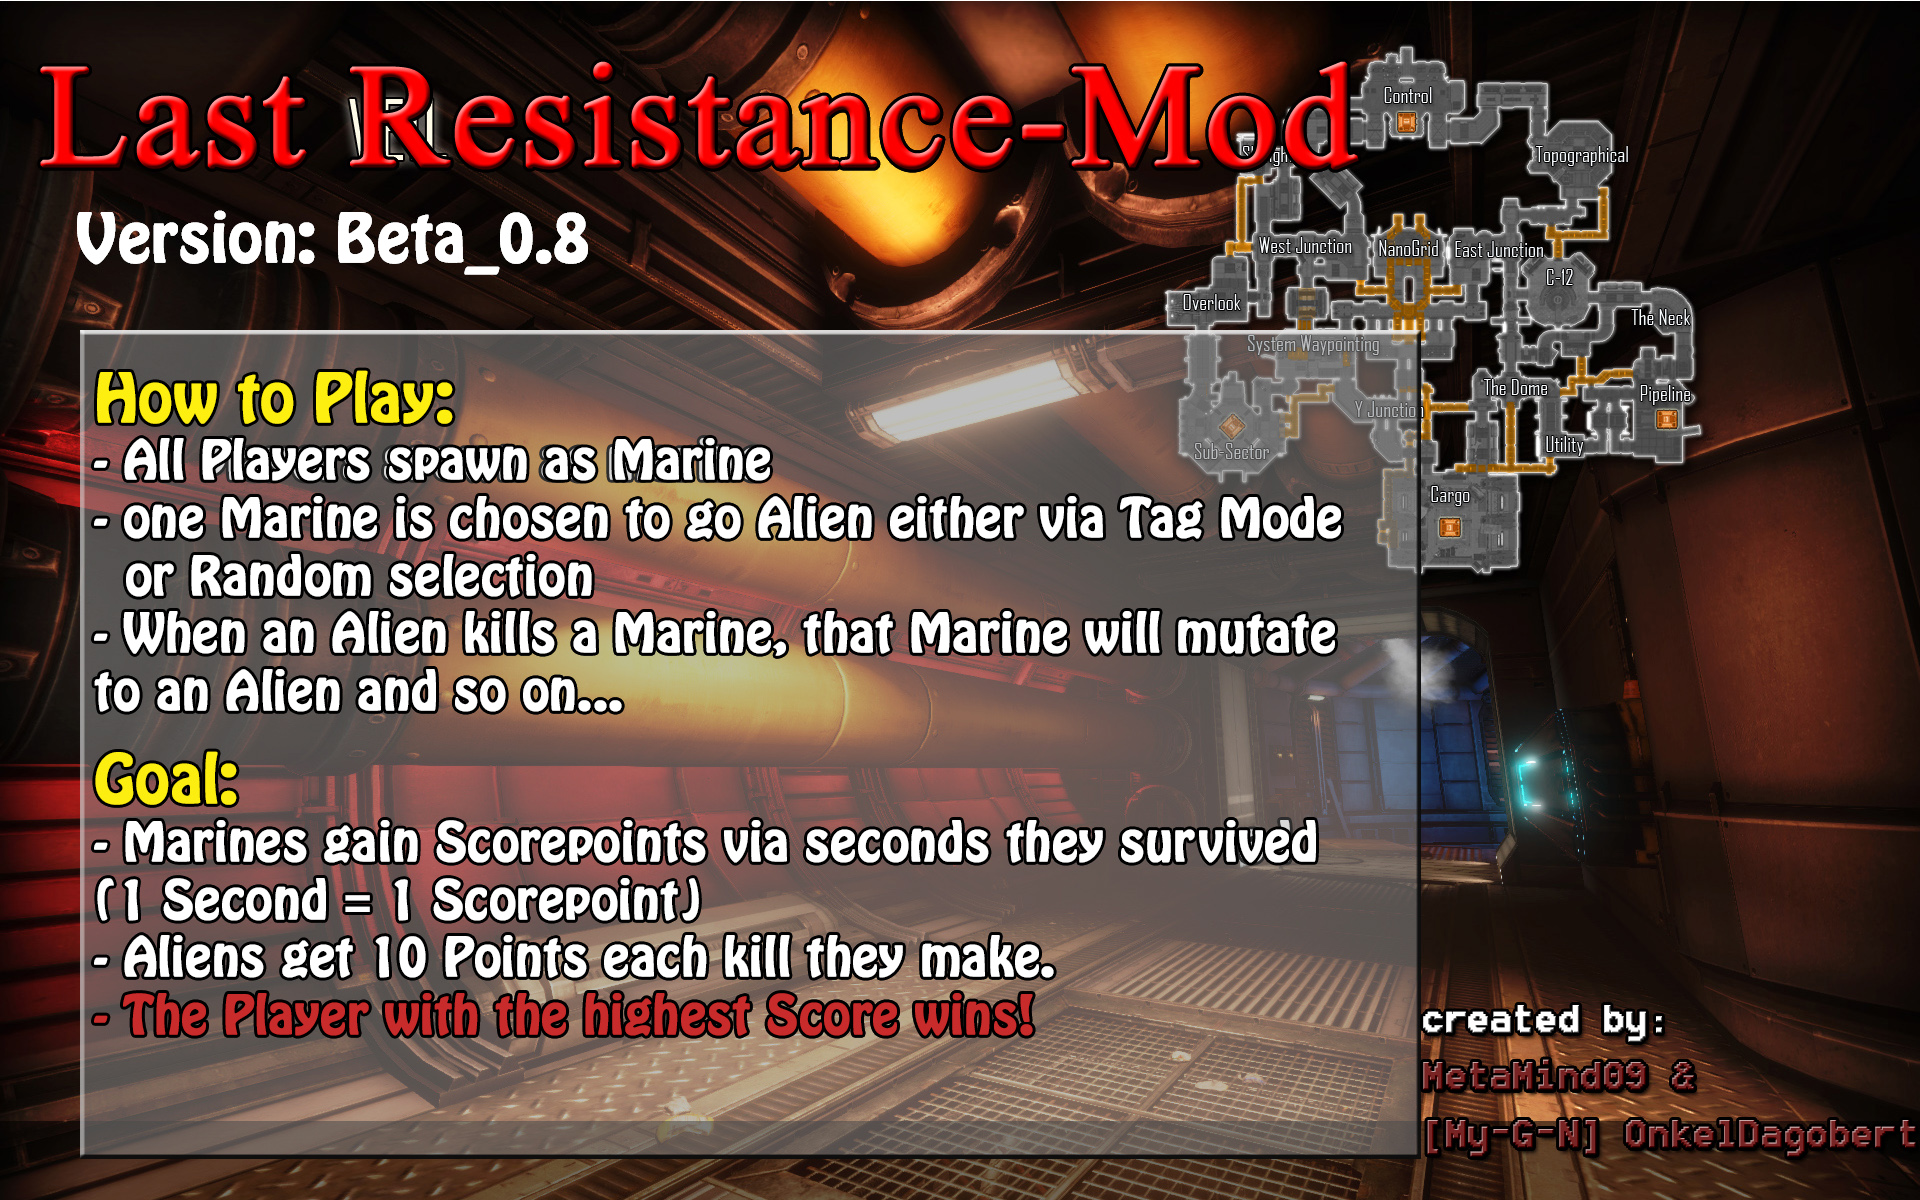 Last Resistance-Mod
Version: Beta_0.8
How to Play:
- All Players spawn as Marine
- one Marine is chosen to go Alien either via Tag Mode
or Random selection
- When an Alien kills a Marine, that Marine will mutate
to an Alien and so on...
Goal:
- Marines gain Scorepoints via seconds they survived
(1 Second = 1 Scorepoint)
- Aliens get 10 Points each kill they make.
- The Player with the highest Score wins!
Control
Topographical
West Junction
NanoGrid
East Junction
C-12
Overlook
The Neck
System Waypointing
The Dome
Pipeline
Y Junction
Utility
Sub-Sector
Cargo
created by:
MetaMind09 &
[My-G-N] OnkelDagobert